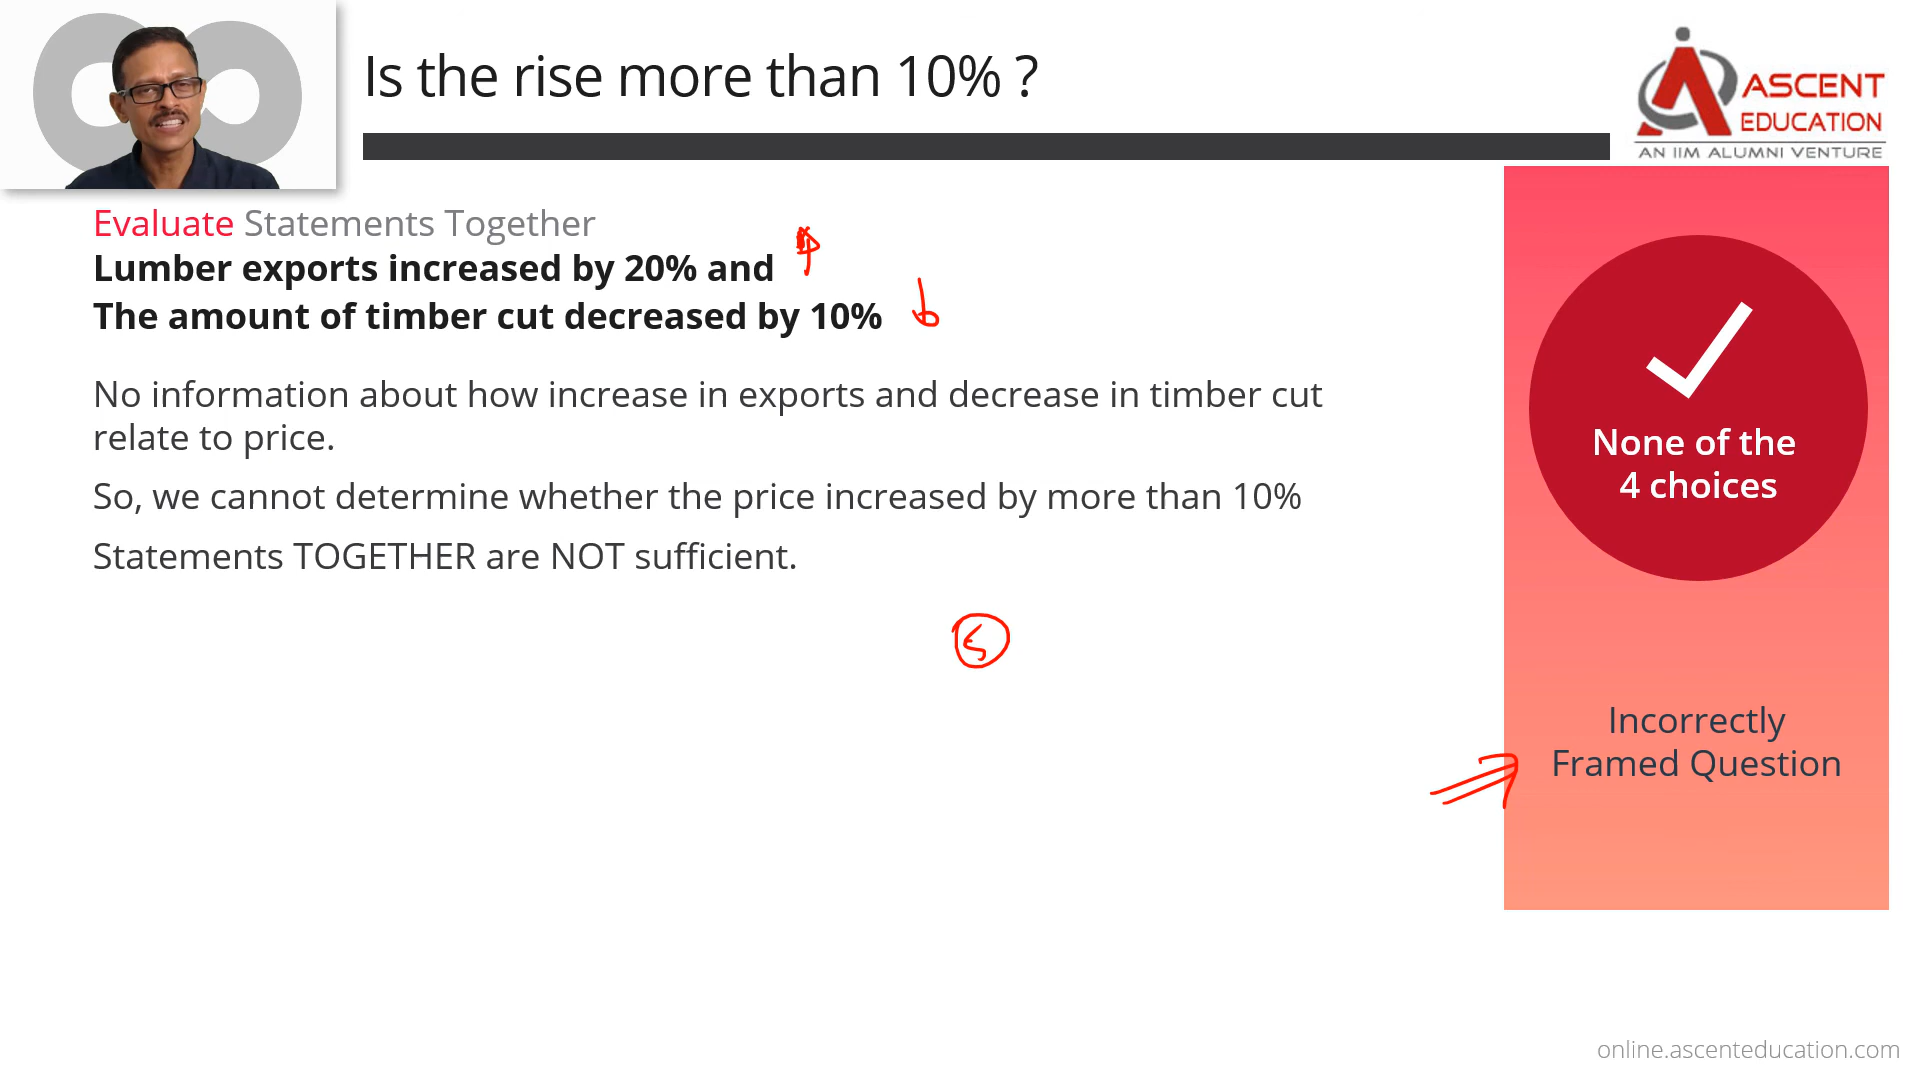 Is the rise more than 10% ?
ASCENT
EDUCATION
AN IIM ALUMNI VENTURE
Evaluate Statements Together
Lumber exports increased by 20% and
The amount of timber cut decreased by 10%
No information about how increase in exports and decrease in timber cut
relate to price.
So, we cannot determine whether the price increased by more than 10%
Statements TOGETHER are NOT sufficient.
5
None of the
4 choices
Incorrectly
Framed Question
online.ascenteducation.com